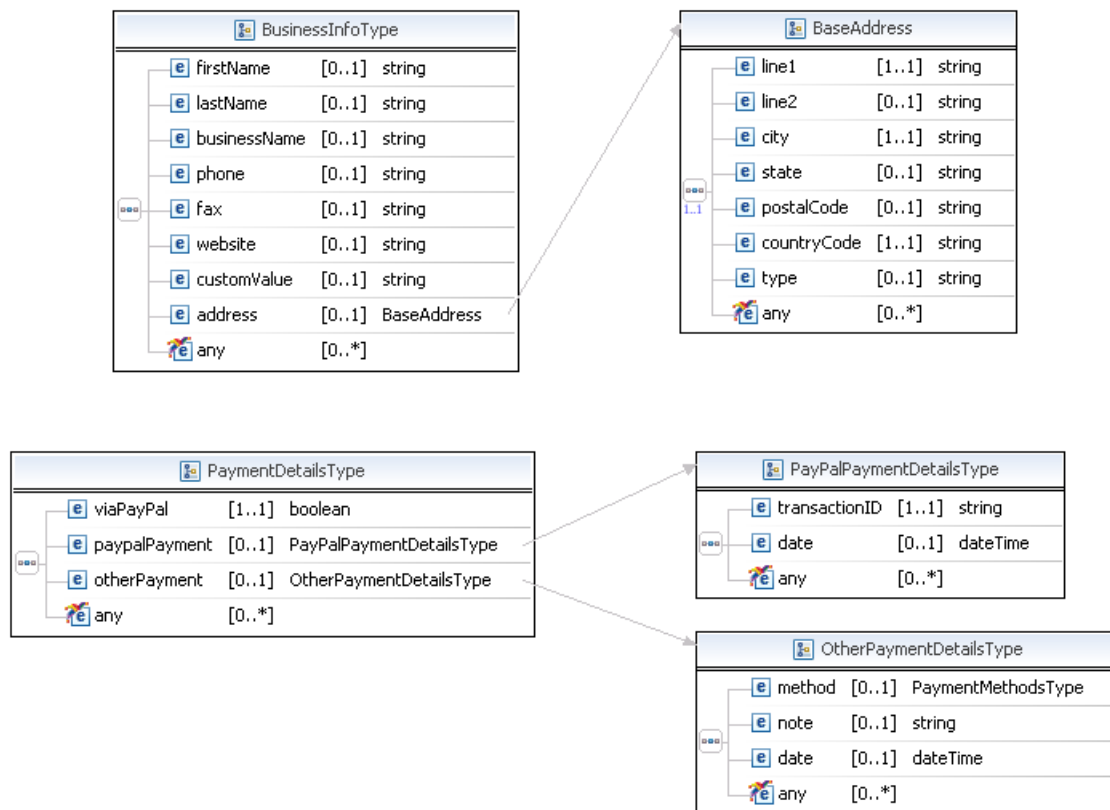 BusinessInfoType
e firstName [0..1] string
e lastName [0..1] string
e businessName [0..1] string
e phone [0..1] string
e fax [0..1] string
e website [0..1] string
e customValue [0..1] string
e address [0..1] BaseAddress
e any [0..*]
BaseAddress
e line1 [1..1] string
e line2 [0..1] string
e city [1..1] string
e state [0..1] string
1..1
e postalCode [0..1] string
e countryCode [1..1] string
e type [0..1] string
e any [0..*]
PaymentDetailsType
e viaPayPal [1..1] boolean
e paypalPayment [0..1] PayPalPaymentDetailsType
e otherPayment [0..1] OtherPaymentDetailsType
e any [0..*]
PayPalPaymentDetailsType
e transactionID [1..1] string
e date [0..1] dateTime
e any [0..*]
OtherPaymentDetailsType
e method [0..1] PaymentMethodsType
e note [0..1] string
e date [0..1] dateTime
e any [0..*]